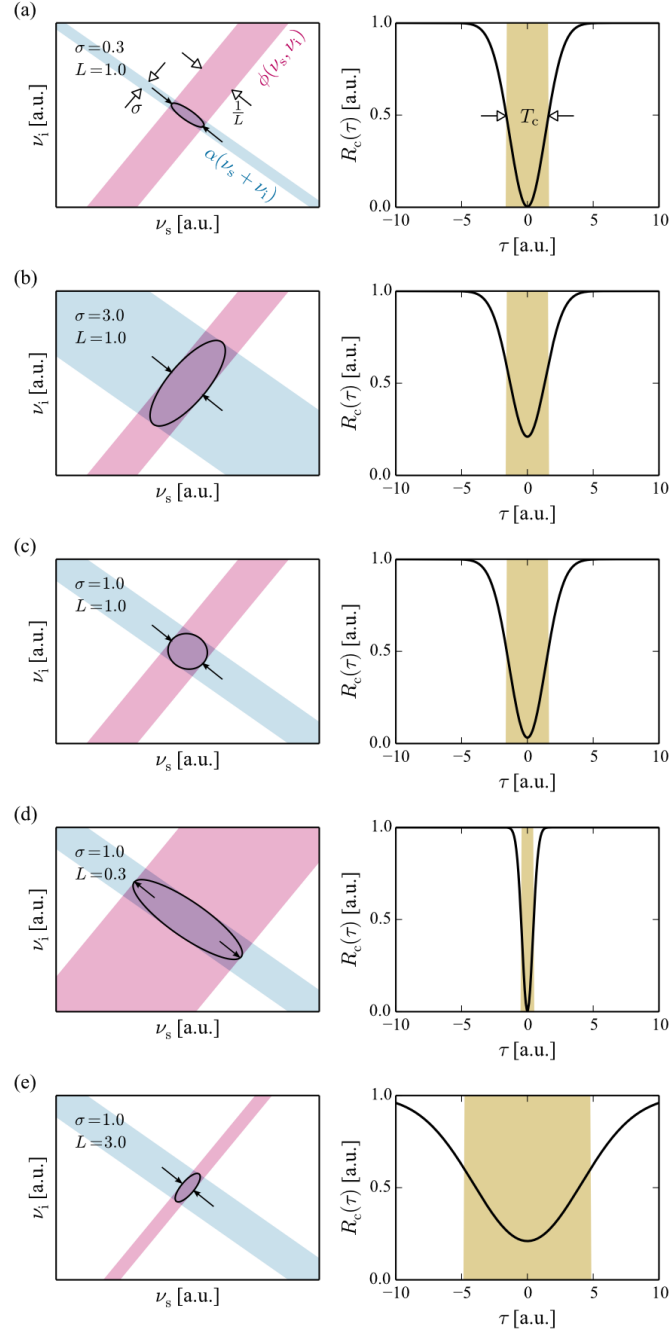 (a)
σ=0.3
L=1.0
σ
1/L
ϕ(νs, νi)
α(νs + νi)
νi [a.u.]
νs [a.u.]
Rc(τ) [a.u.]
1.0
0.5
0.0
Tc
−10 −5 0 5 10
τ [a.u.]
(b)
σ=3.0
L=1.0
νi [a.u.]
νs [a.u.]
Rc(τ) [a.u.]
1.0
0.5
0.0
−10 −5 0 5 10
τ [a.u.]
(c)
σ=1.0
L=1.0
νi [a.u.]
νs [a.u.]
Rc(τ) [a.u.]
1.0
0.5
0.0
−10 −5 0 5 10
τ [a.u.]
(d)
σ=1.0
L=0.3
νi [a.u.]
νs [a.u.]
Rc(τ) [a.u.]
1.0
0.5
0.0
−10 −5 0 5 10
τ [a.u.]
(e)
σ=1.0
L=3.0
νi [a.u.]
νs [a.u.]
Rc(τ) [a.u.]
1.0
0.5
0.0
−10 −5 0 5 10
τ [a.u.]